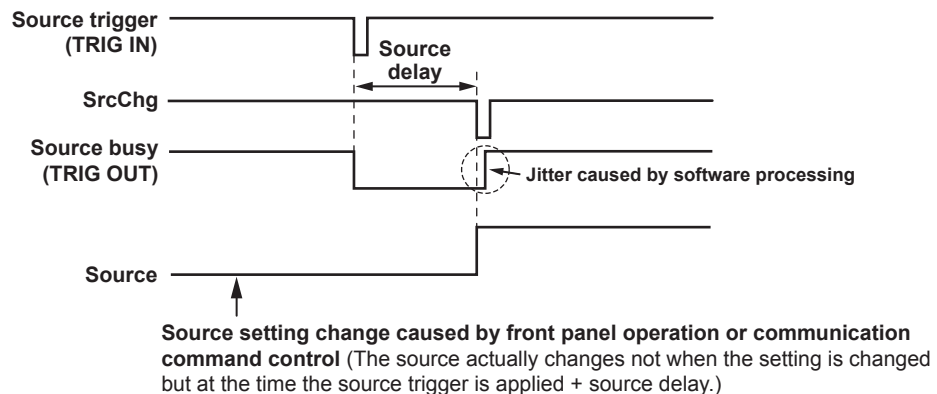 Source trigger
(TRIG IN)
Source
delay
SrcChg
Source busy
(TRIG OUT)
Jitter caused by software processing
Source
Source setting change caused by front panel operation or communication
command control (The source actually changes not when the setting is changed
but at the time the source trigger is applied + source delay.)